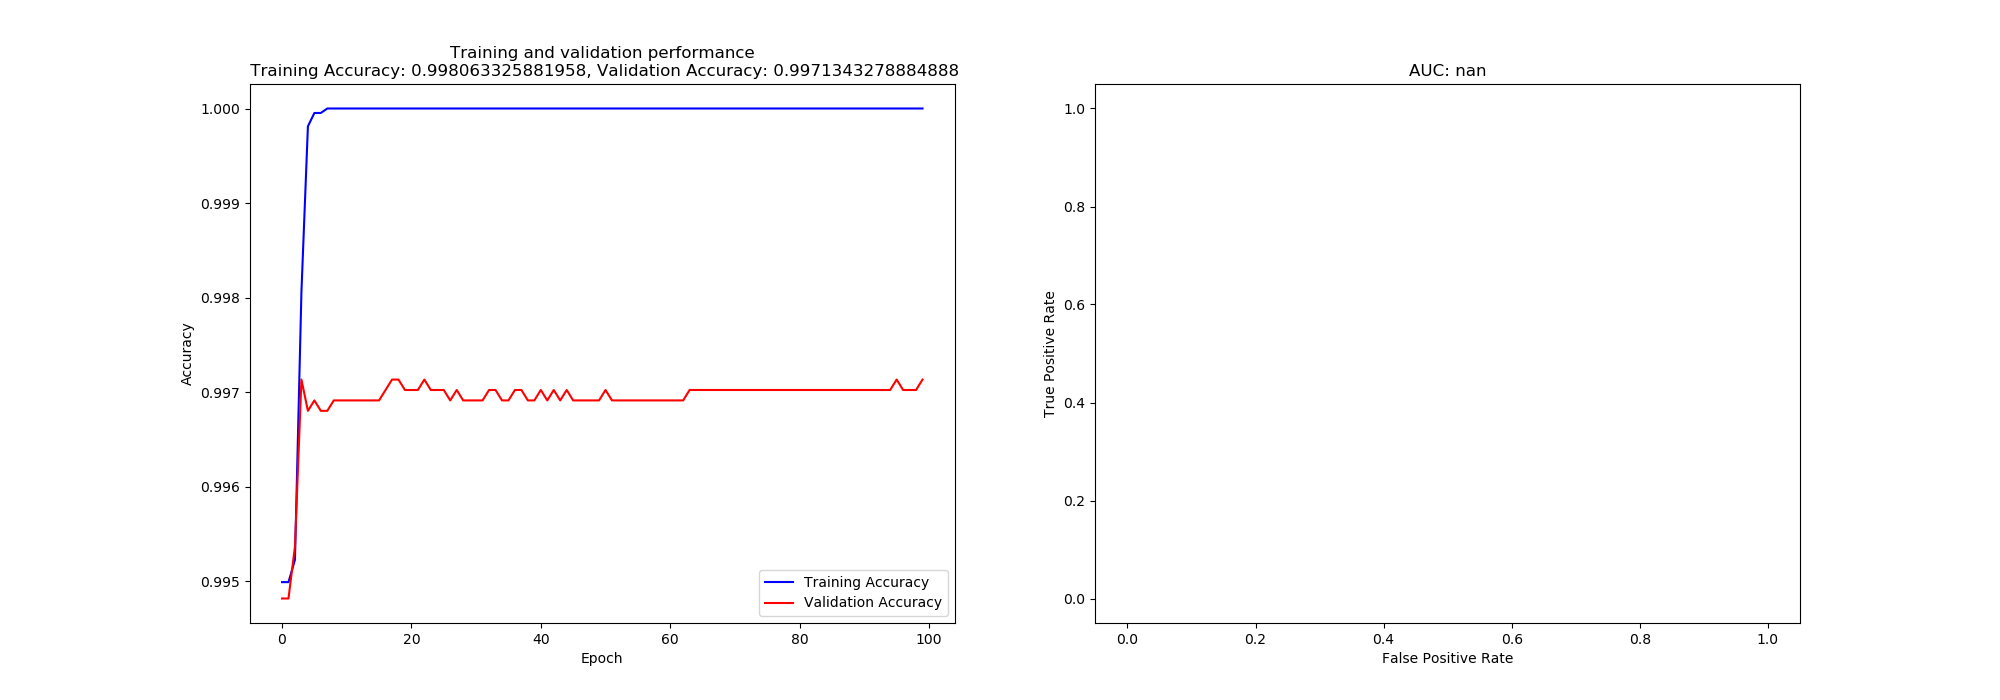 Training and validation performance
Training Accuracy: 0.998063325881958, Validation Accuracy: 0.9971343278884888
1.000
0.999
0.998
0.997
0.996
0.995
Accuracy
0
20
40
60
80
100
Epoch
Training Accuracy
Validation Accuracy
AUC: nan
1.0
0.8
0.6
0.4
0.2
0.0
True Positive Rate
0.0
0.2
0.4
0.6
0.8
1.0
False Positive Rate